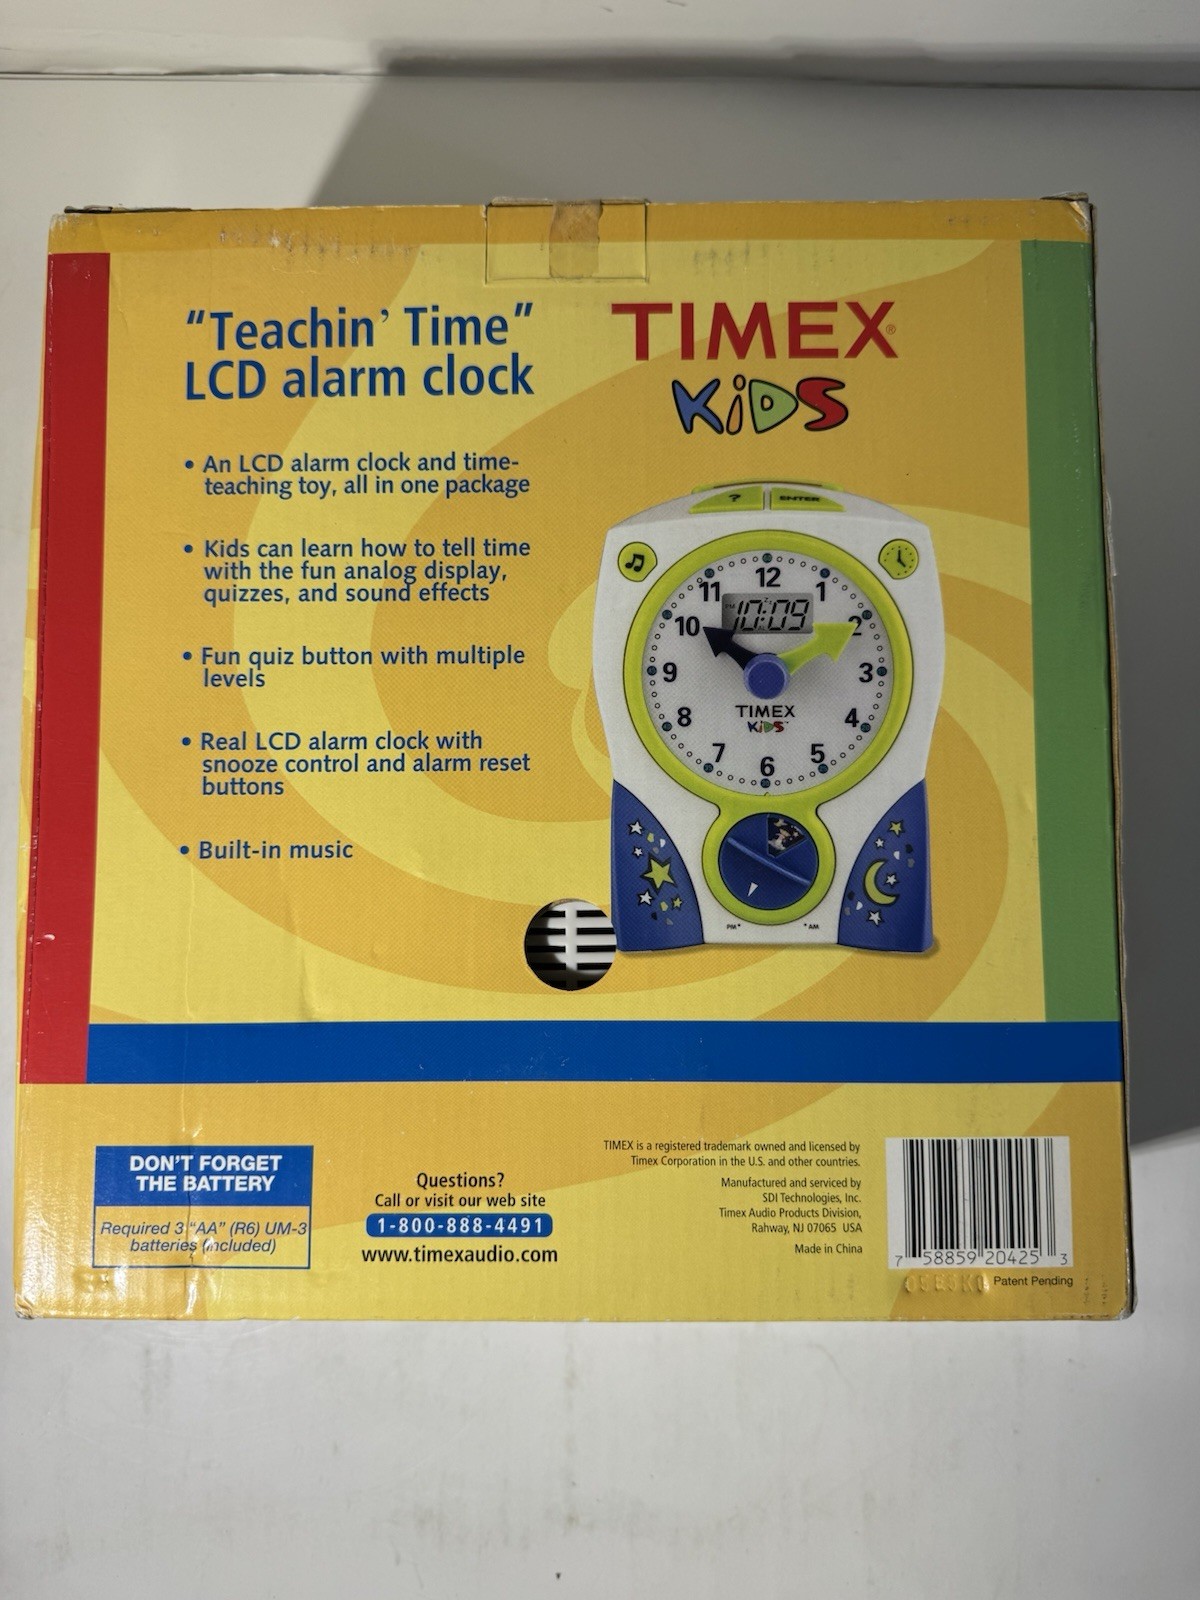 “Teachin’ Time”
LCD alarm clock
• An LCD alarm clock and time-
teaching toy, all in one package
• Kids can learn how to tell time
with the fun analog display,
quizzes, and sound effects
• Fun quiz button with multiple
levels
• Real LCD alarm clock with
snooze control and alarm reset
buttons
• Built-in music
TIMEX®
KiDS
? ENTER
12
11 1
PM 10:09
10 2
9 3
TIMEX
KiDS™
8 4
7 5
6
PM AM
DON'T FORGET
THE BATTERY
Required 3 "AA" (R6) UM-3
batteries (included)
Questions?
Call or visit our web site
1-800-888-4491
www.timexaudio.com
TIMEX is a registered trademark owned and licensed by
Timex Corporation in the U.S. and other countries.
Manufactured and serviced by
SDI Technologies, Inc.
Timex Audio Products Division,
Rahway, NJ 07065 USA
Made in China
7 58859 20425 3
Patent Pending